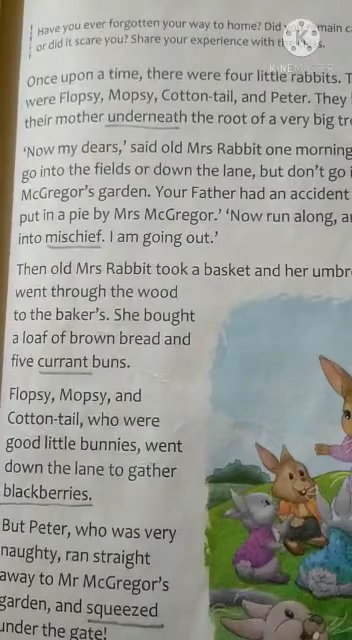 Have you ever forgotten your way to home? Did main
or did it scare you? Share your experience with
KINEMASTER
Once upon a time, there were four little rabbits.
were Flopsy, Mopsy, Cotton-tail, and Peter. They
their mother underneath the root of a very big
'Now my dears,' said old Mrs Rabbit one morning
go into the fields or down the lane, but don't go
McGregor's garden. Your Father had an accident
put in a pie by Mrs McGregor.' 'Now run along,
into mischief. I am going out.'
Then old Mrs Rabbit took a basket and her
went through the wood
to the baker's. She bought
a loaf of brown bread and
five currant buns.
Flopsy, Mopsy, and
Cotton-tail, who were
good little bunnies, went
down the lane to gather
blackberries.
But Peter, who was very
naughty, ran straight
away to Mr McGregor's
garden, and squeezed
under the gate!